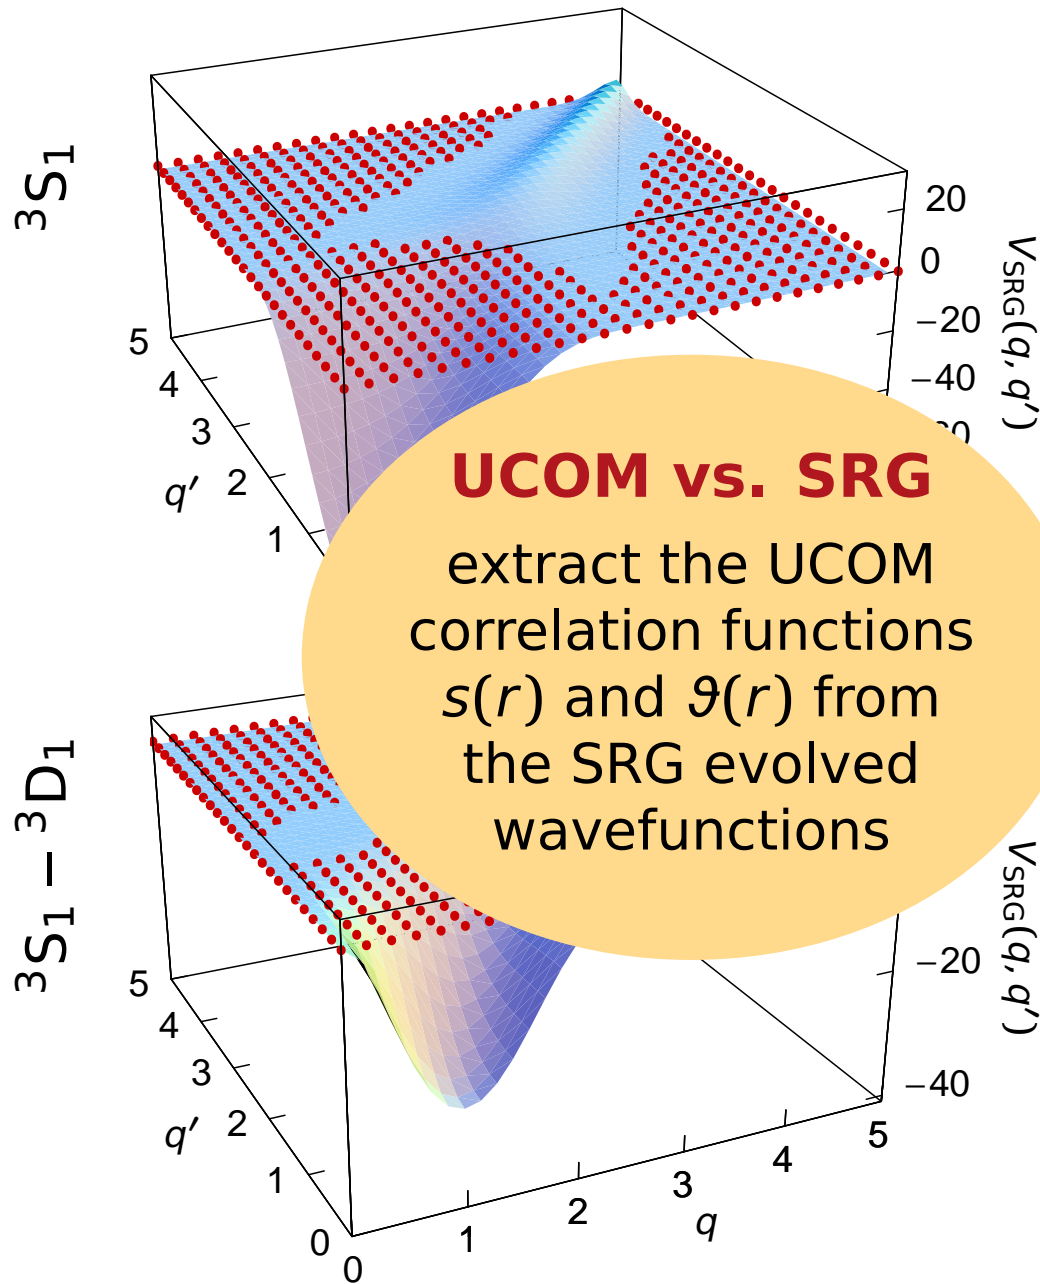 ³S₁
20
0
−20
−40
V_SRG(q, q′)
5
4
3
2
1
q′
UCOM vs. SRG
extract the UCOM
correlation functions
s(r) and ϑ(r) from
the SRG evolved
wavefunctions
³S₁ − ³D₁
V_SRG(q, q′)
−20
−40
5
4
3
2
1
0
q′
0
1
2
3
4
5
q